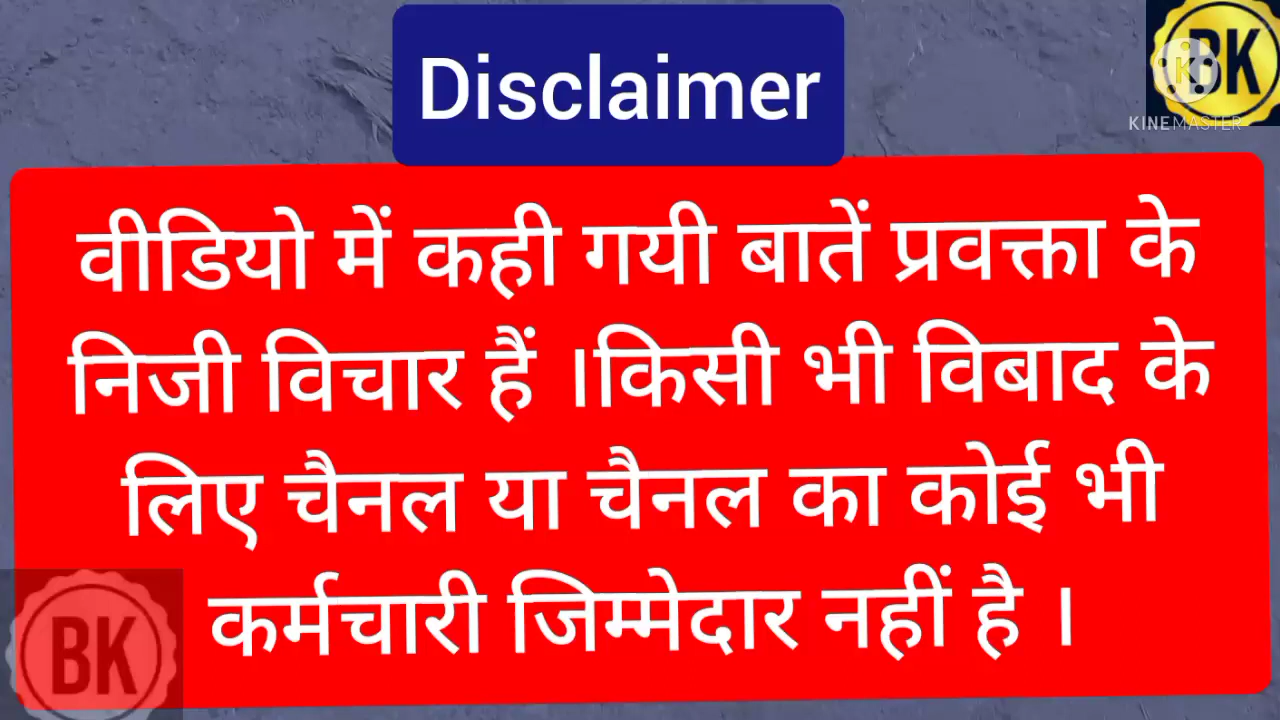 Disclaimer
BK
K
KINEMASTER
वीडियो में कही गयी बातें प्रवक्ता के
निजी विचार हैं ।किसी भी विबाद के
लिए चैनल या चैनल का कोई भी
कर्मचारी जिम्मेदार नहीं है ।
BK